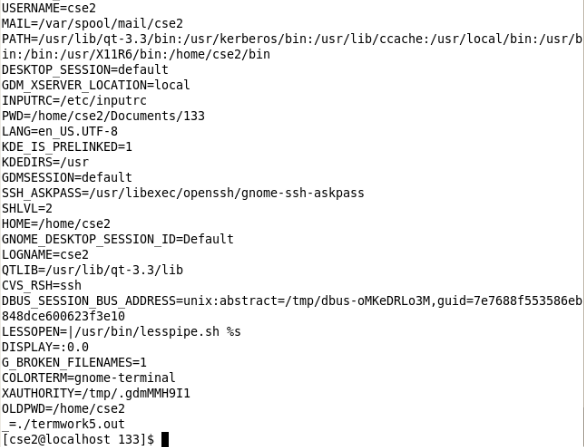 USERNAME=cse2
MAIL=/var/spool/mail/cse2
PATH=/usr/lib/qt-3.3/bin:/usr/kerberos/bin:/usr/lib/ccache:/usr/local/bin:/usr/b
in:/bin:/usr/X11R6/bin:/home/cse2/bin
DESKTOP_SESSION=default
GDM_XSERVER_LOCATION=local
INPUTRC=/etc/inputrc
PWD=/home/cse2/Documents/133
LANG=en_US.UTF-8
KDE_IS_PRELINKED=1
KDEDIRS=/usr
GDMSESSION=default
SSH_ASKPASS=/usr/libexec/openssh/gnome-ssh-askpass
SHLVL=2
HOME=/home/cse2
GNOME_DESKTOP_SESSION_ID=Default
LOGNAME=cse2
QTLIB=/usr/lib/qt-3.3/lib
CVS_RSH=ssh
DBUS_SESSION_BUS_ADDRESS=unix:abstract=/tmp/dbus-oMKeDRLo3M,guid=7e7688f553586eb
848dce600623f3e10
LESSOPEN=|/usr/bin/lesspipe.sh %s
DISPLAY=:0.0
G_BROKEN_FILENAMES=1
COLORTERM=gnome-terminal
XAUTHORITY=/tmp/.gdmMMH9I1
OLDPWD=/home/cse2
_=./termwork5.out
[cse2@localhost 133]$